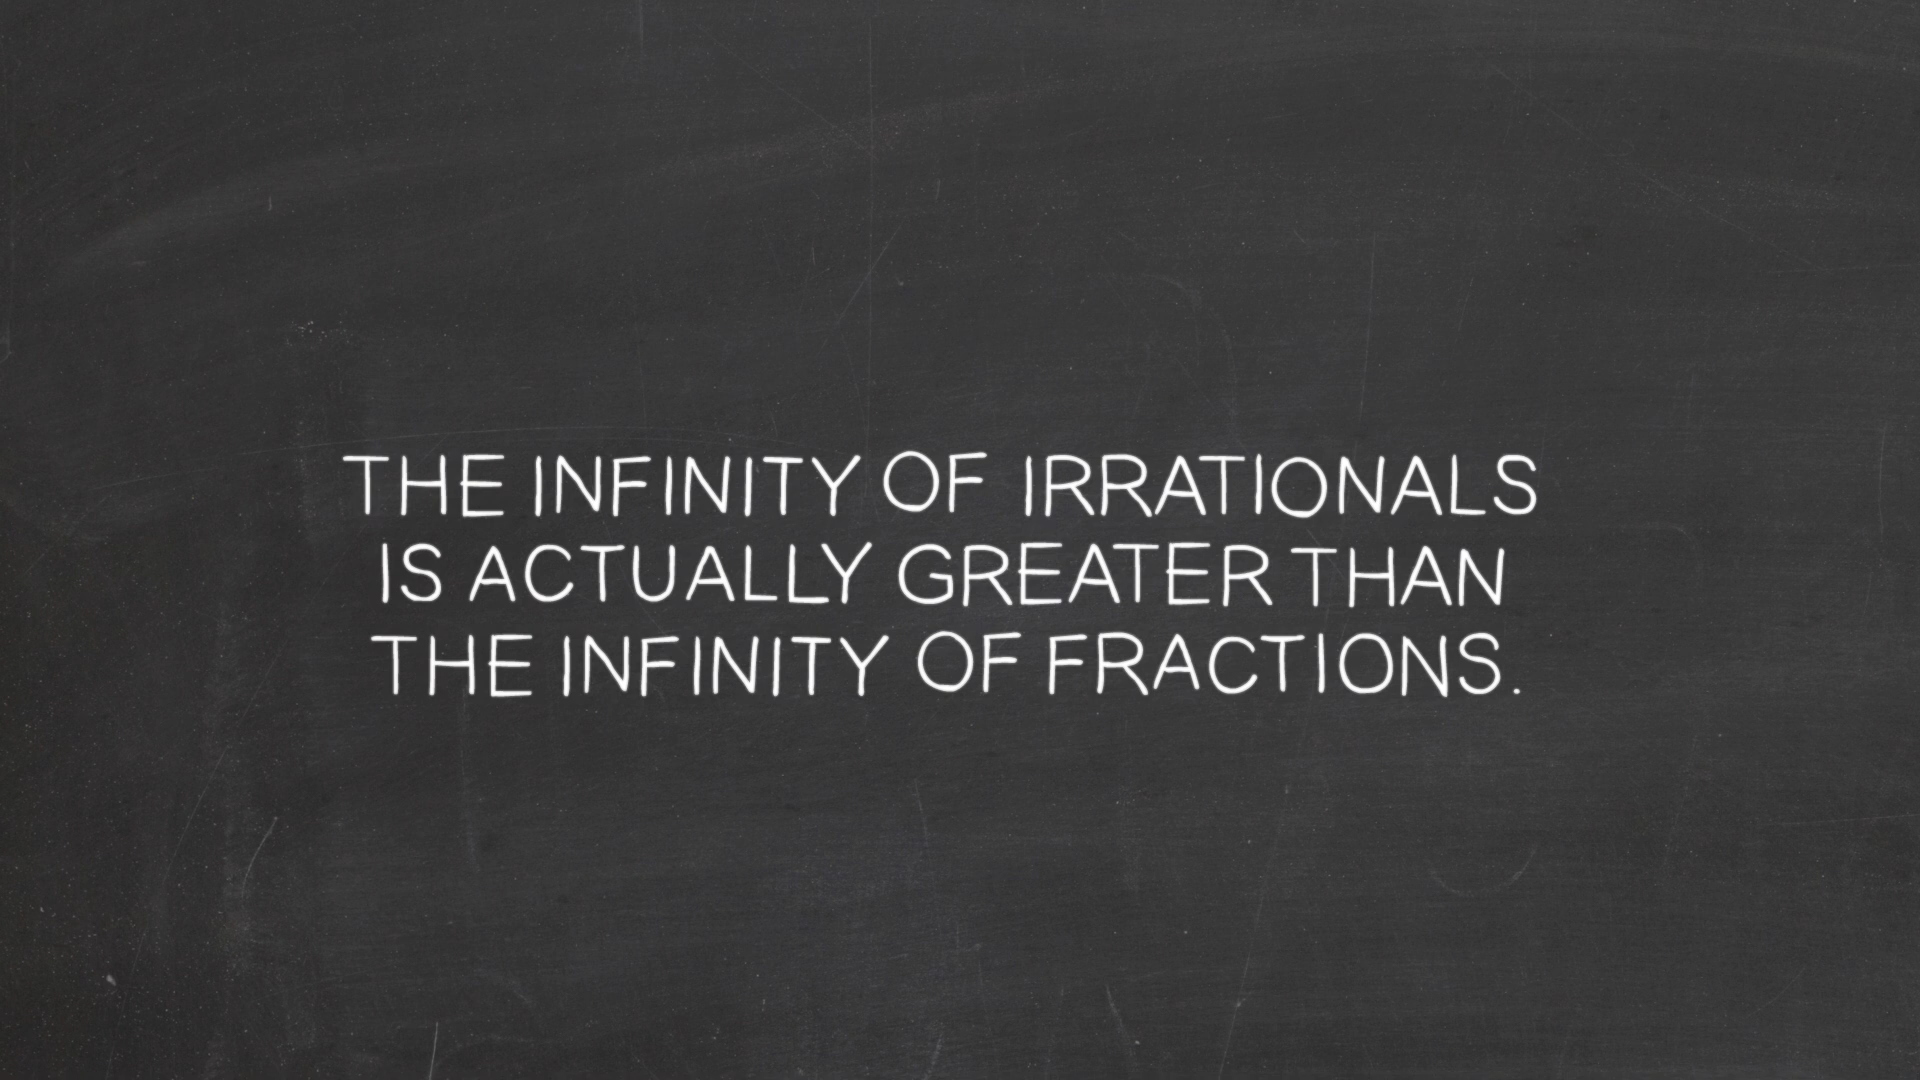 THE INFINITY OF IRRATIONALS
IS ACTUALLY GREATER THAN
THE INFINITY OF FRACTIONS.